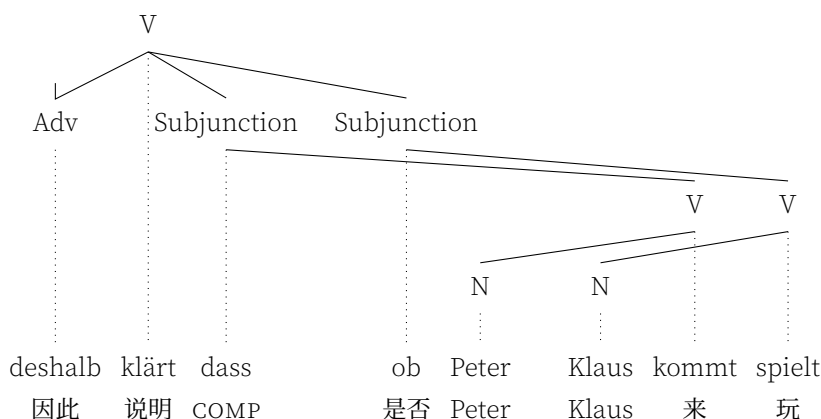 V
Adv Subjunction Subjunction
V V
N N
deshalb klärt dass ob Peter Klaus kommt spielt
因此 说明 COMP 是否 Peter Klaus 来 玩